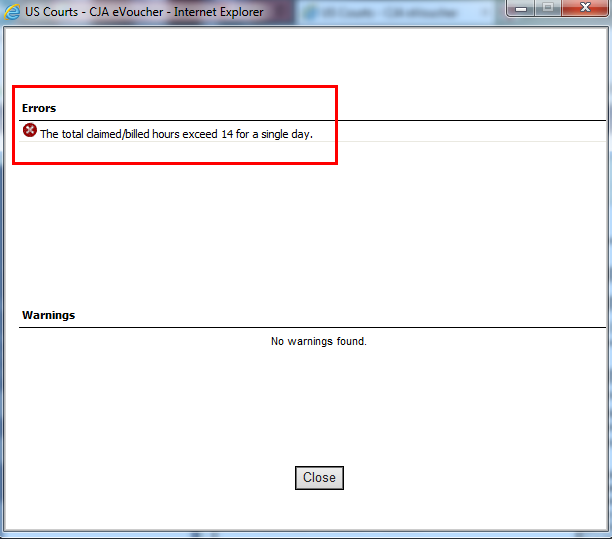 US Courts - CJA eVoucher - Internet Explorer
US Courts - CJA eVoucher
Errors
The total claimed/billed hours exceed 14 for a single day.
Warnings
No warnings found.
Close